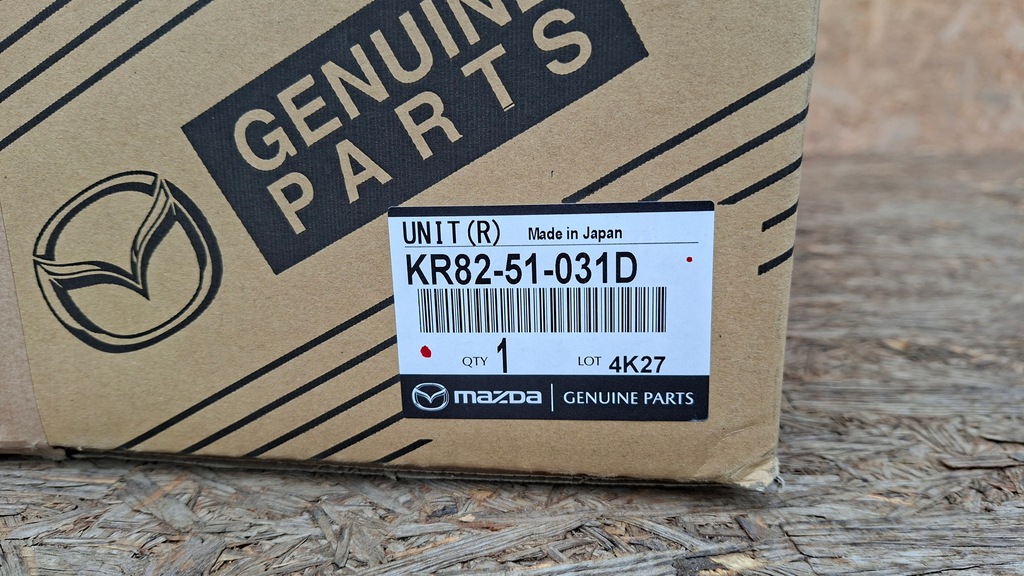 GENUINE
PARTS
UNIT(R) Made in Japan
KR82-51-031D
QTY 1 LOT 4K27
mazda | GENUINE PARTS